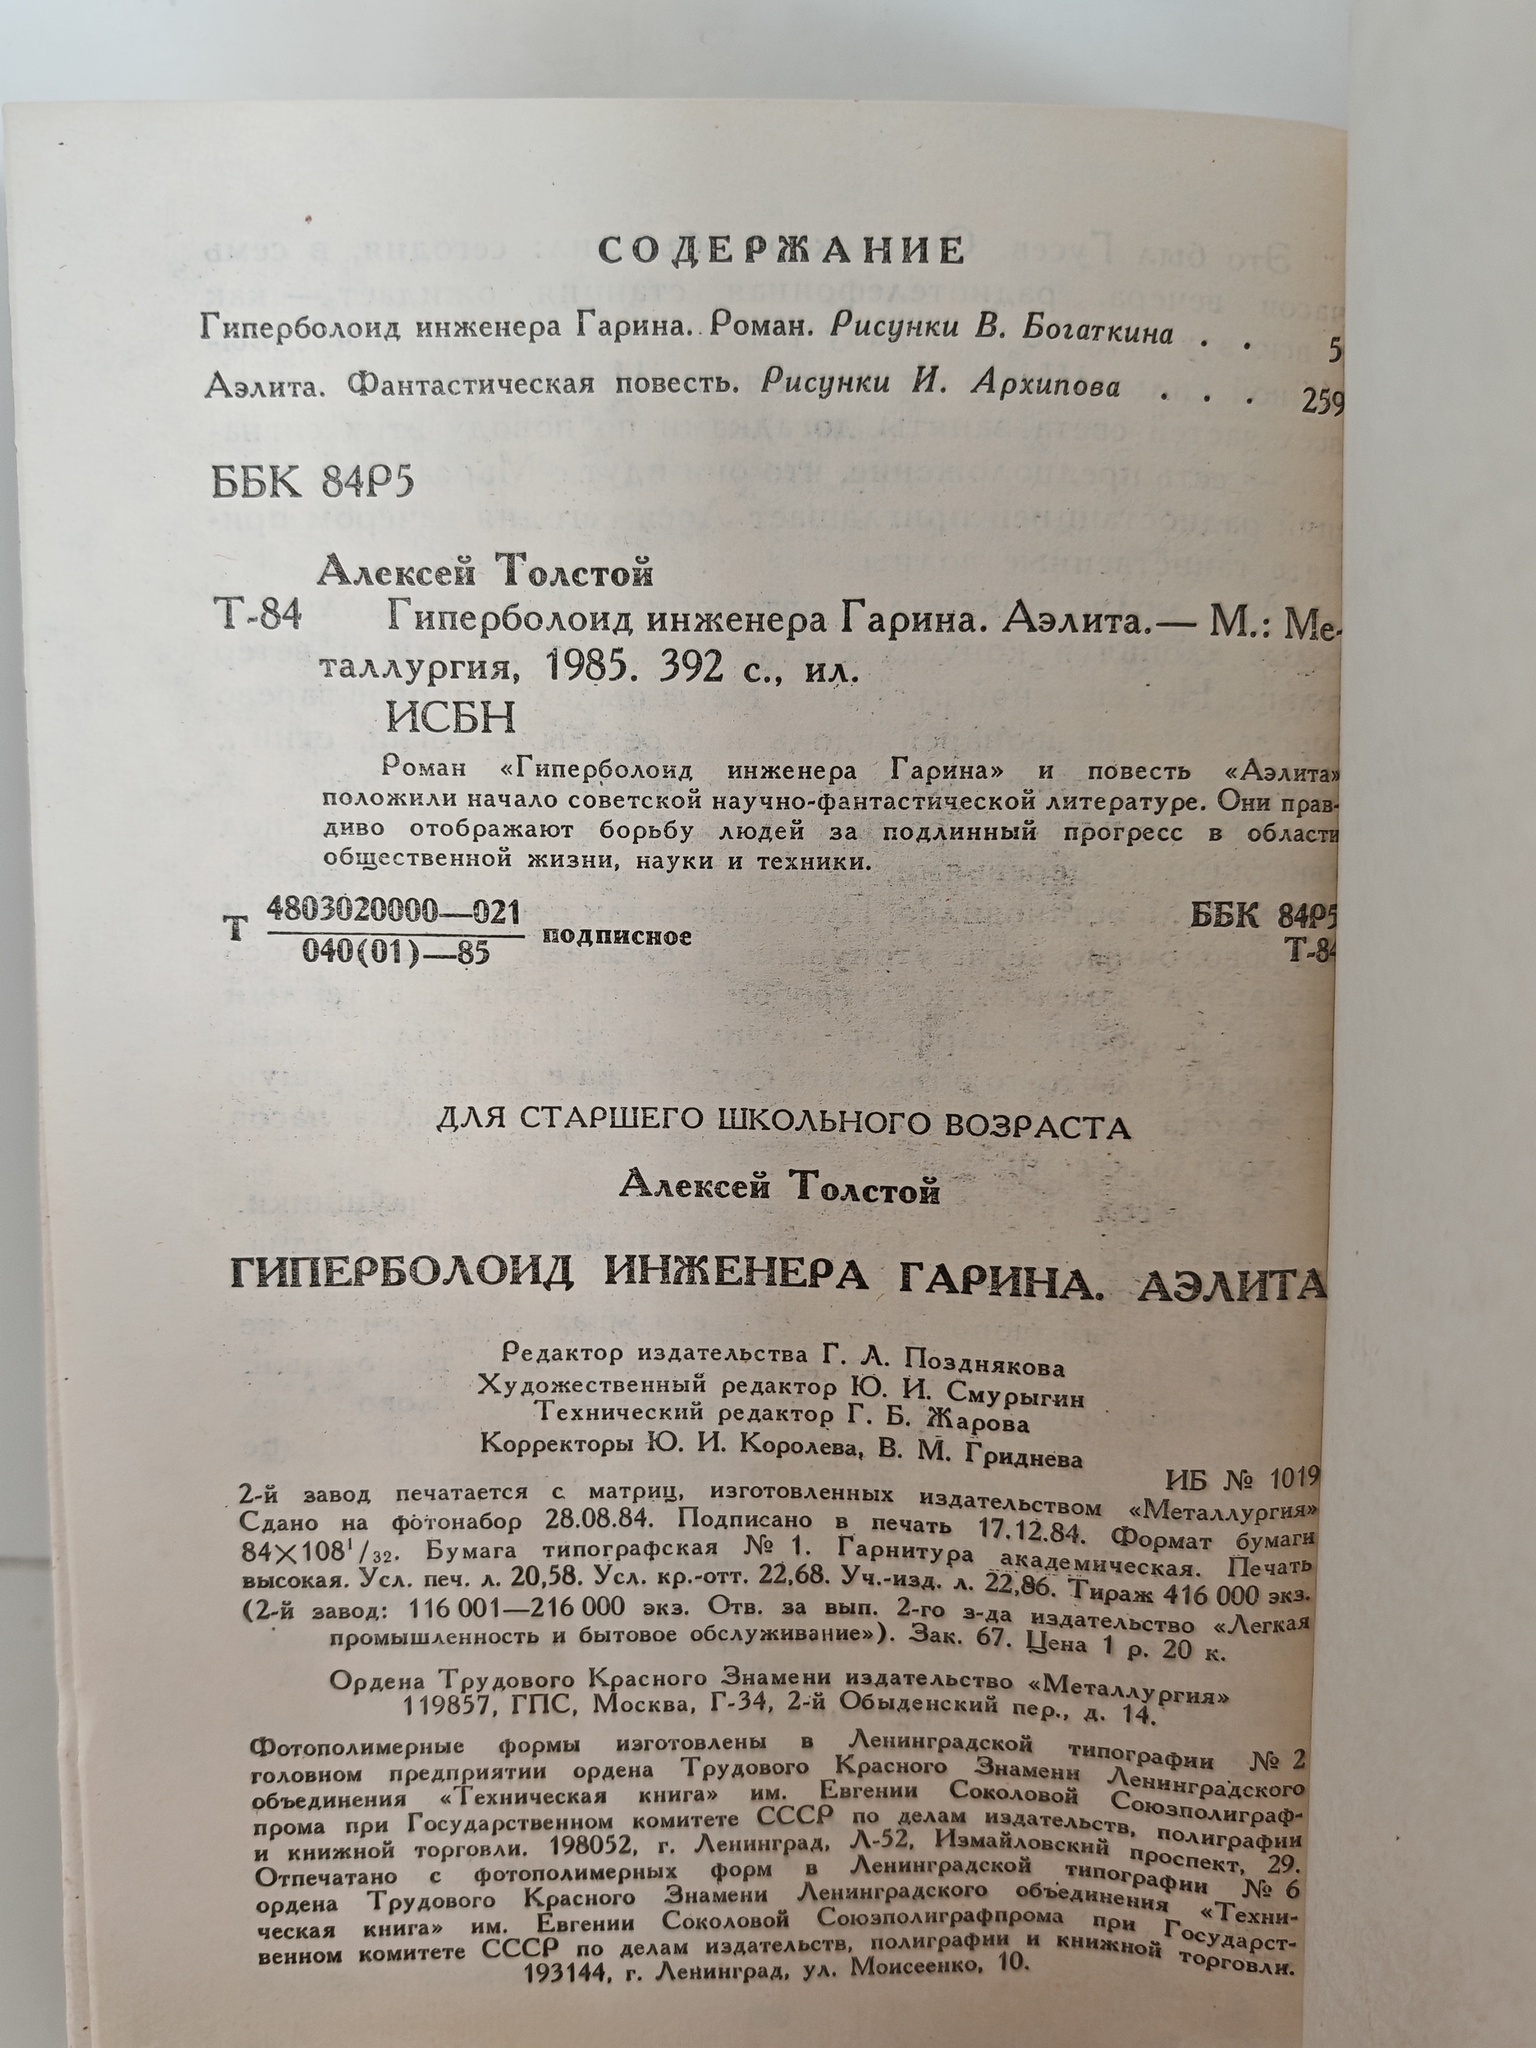 СОДЕРЖАНИЕ
Гиперболоид инженера Гарина. Роман. Рисунки В. Богаткина . . 5
Аэлита. Фантастическая повесть. Рисунки И. Архипова . . . 259
ББК 84Р5
Алексей Толстой
Т-84 Гиперболоид инженера Гарина. Аэлита.— М.: Ме-
таллургия, 1985. 392 с., ил.
ИСБН
Роман «Гиперболоид инженера Гарина» и повесть «Аэлита»
положили начало советской научно-фантастической литературе. Они прав-
диво отображают борьбу людей за подлинный прогресс в области
общественной жизни, науки и техники.
Т 4803020000—021 / 040(01)—85 подписное
ББК 84Р5
Т-84
ДЛЯ СТАРШЕГО ШКОЛЬНОГО ВОЗРАСТА
Алексей Толстой
ГИПЕРБОЛОИД ИНЖЕНЕРА ГАРИНА. АЭЛИТА
Редактор издательства Г. А. Позднякова
Художественный редактор Ю. И. Смурыгин
Технический редактор Г. Б. Жарова
Корректоры Ю. И. Королева, В. М. Гриднева
ИБ № 1019
2-й завод печатается с матриц, изготовленных издательством «Металлургия»
Сдано на фотонабор 28.08.84. Подписано в печать 17.12.84. Формат бумаги
84×108¹/₃₂. Бумага типографская № 1. Гарнитура академическая. Печать
высокая. Усл. печ. л. 20,58. Усл. кр.-отт. 22,68. Уч.-изд. л. 22,86. Тираж 416 000 экз.
(2-й завод: 116 001—216 000 экз. Отв. за вып. 2-го з-да издательство «Легкая
промышленность и бытовое обслуживание»). Зак. 67. Цена 1 р. 20 к.
Ордена Трудового Красного Знамени издательство «Металлургия»
119857, ГПС, Москва, Г-34, 2-й Обыденский пер., д. 14.
Фотополимерные формы изготовлены в Ленинградской типографии № 2
головном предприятии ордена Трудового Красного Знамени Ленинградского
объединения «Техническая книга» им. Евгении Соколовой Союзполиграф-
прома при Государственном комитете СССР по делам издательств, полиграфии
и книжной торговли. 198052, г. Ленинград, Л-52, Измайловский проспект, 29.
Отпечатано с фотополимерных форм в Ленинградской типографии № 6
ордена Трудового Красного Знамени Ленинградского объединения «Техни-
ческая книга» им. Евгении Соколовой Союзполиграфпрома при Государст-
венном комитете СССР по делам издательств, полиграфии и книжной торговли.
193144, г. Ленинград, ул. Моисеенко, 10.